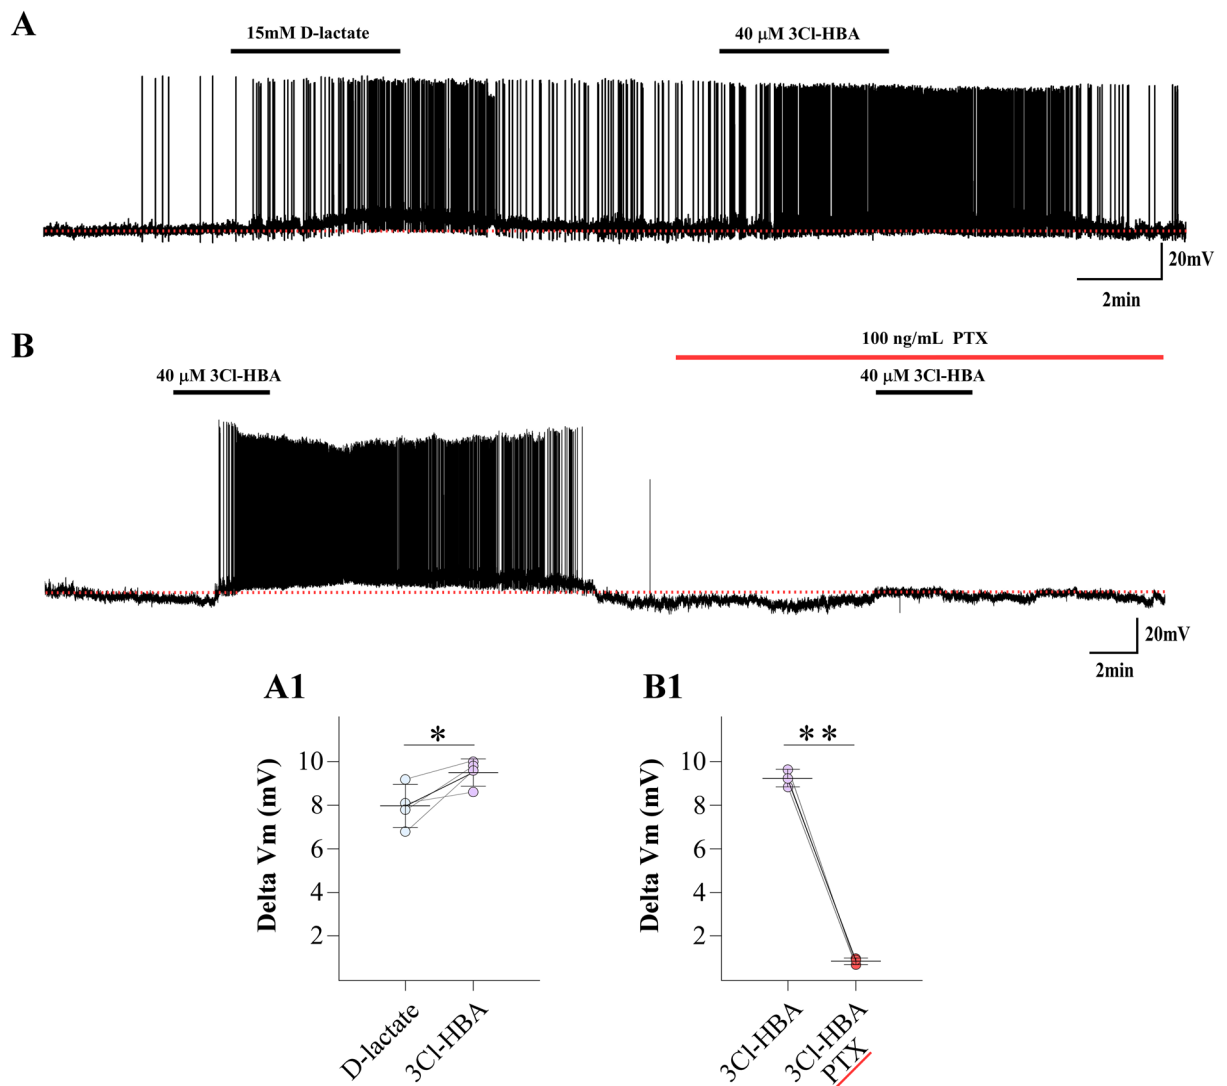 A
15mM D-lactate
40 μM 3Cl-HBA
20mV
2min
B
100 ng/mL PTX
40 μM 3Cl-HBA
40 μM 3Cl-HBA
20mV
2min
A1
B1
*
**
Delta Vm (mV)
10
8
6
4
2
D-lactate
3Cl-HBA
Delta Vm (mV)
10
8
6
4
2
3Cl-HBA
3Cl-HBA
PTX